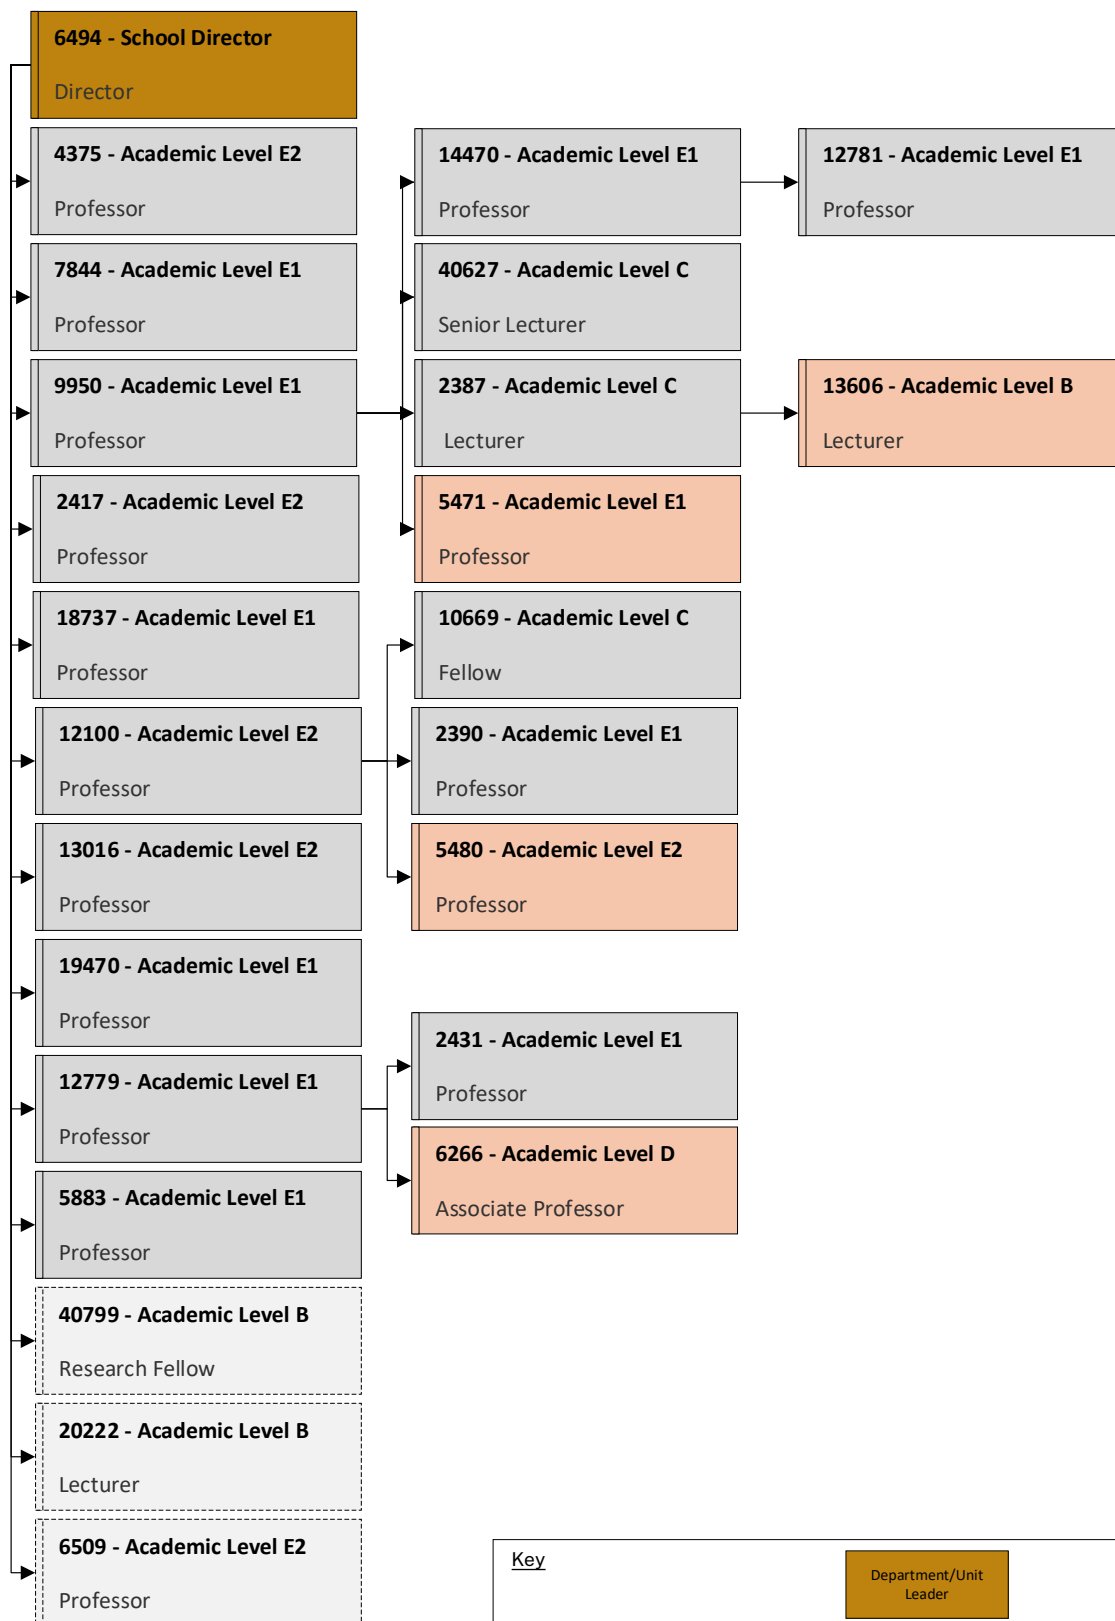 6494 - School Director
Director
4375 - Academic Level E2
Professor
14470 - Academic Level E1
Professor
12781 - Academic Level E1
Professor
7844 - Academic Level E1
Professor
40627 - Academic Level C
Senior Lecturer
9950 - Academic Level E1
Professor
2387 - Academic Level C
Lecturer
13606 - Academic Level B
Lecturer
2417 - Academic Level E2
Professor
5471 - Academic Level E1
Professor
18737 - Academic Level E1
Professor
10669 - Academic Level C
Fellow
12100 - Academic Level E2
Professor
2390 - Academic Level E1
Professor
13016 - Academic Level E2
Professor
5480 - Academic Level E2
Professor
19470 - Academic Level E1
Professor
2431 - Academic Level E1
Professor
12779 - Academic Level E1
Professor
6266 - Academic Level D
Associate Professor
5883 - Academic Level E1
Professor
40799 - Academic Level B
Research Fellow
20222 - Academic Level B
Lecturer
6509 - Academic Level E2
Professor
Key
Department/Unit
Leader